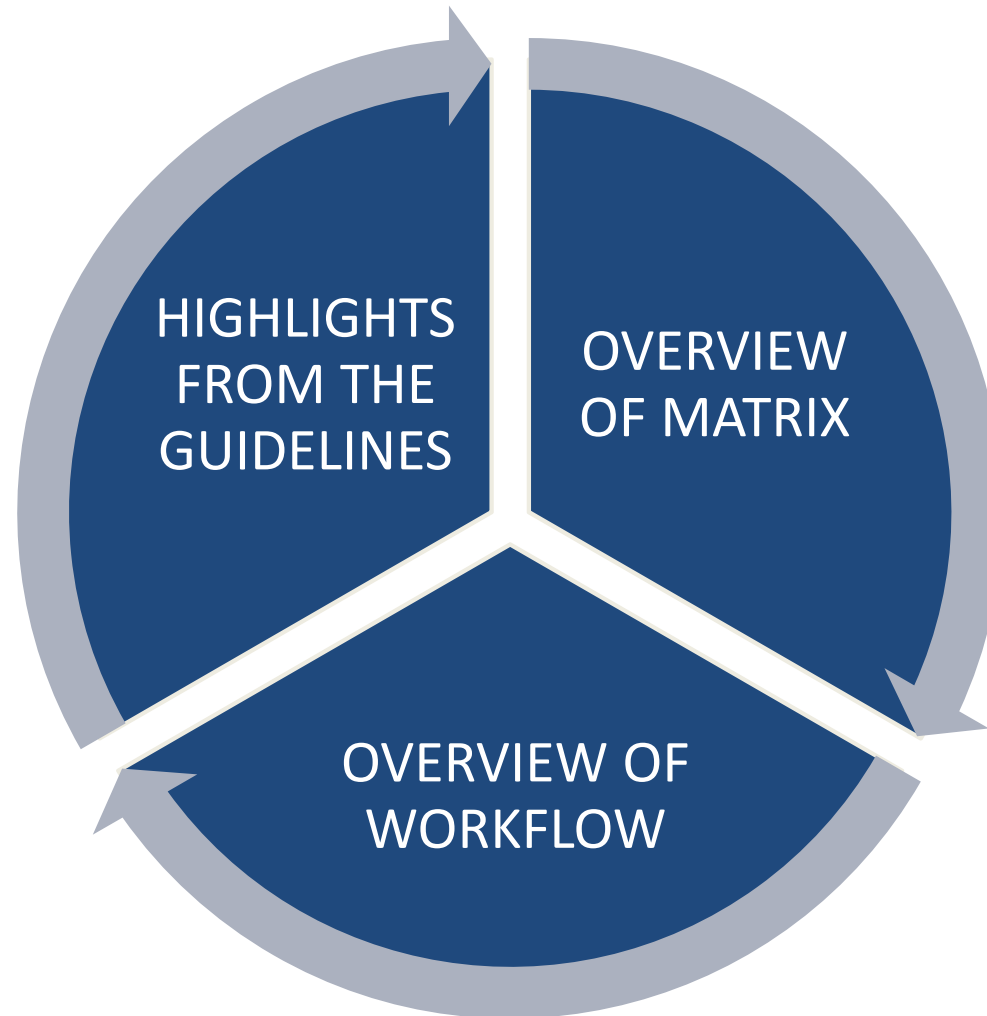 HIGHLIGHTS
FROM THE
GUIDELINES
OVERVIEW
OF MATRIX
OVERVIEW OF
WORKFLOW